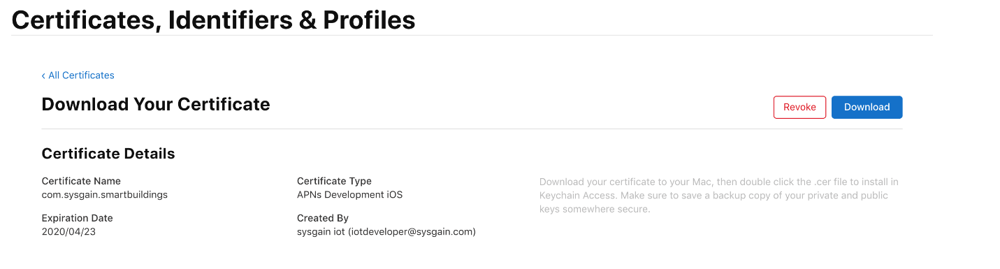 Certificates, Identifiers & Profiles
‹ All Certificates
Download Your Certificate
Revoke
Download
Certificate Details
Certificate Name
com.sysgain.smartbuildings
Certificate Type
APNs Development iOS
Download your certificate to your Mac, then double click the .cer file to install in
Keychain Access. Make sure to save a backup copy of your private and public
keys somewhere secure.
Expiration Date
2020/04/23
Created By
sysgain iot (iotdeveloper@sysgain.com)